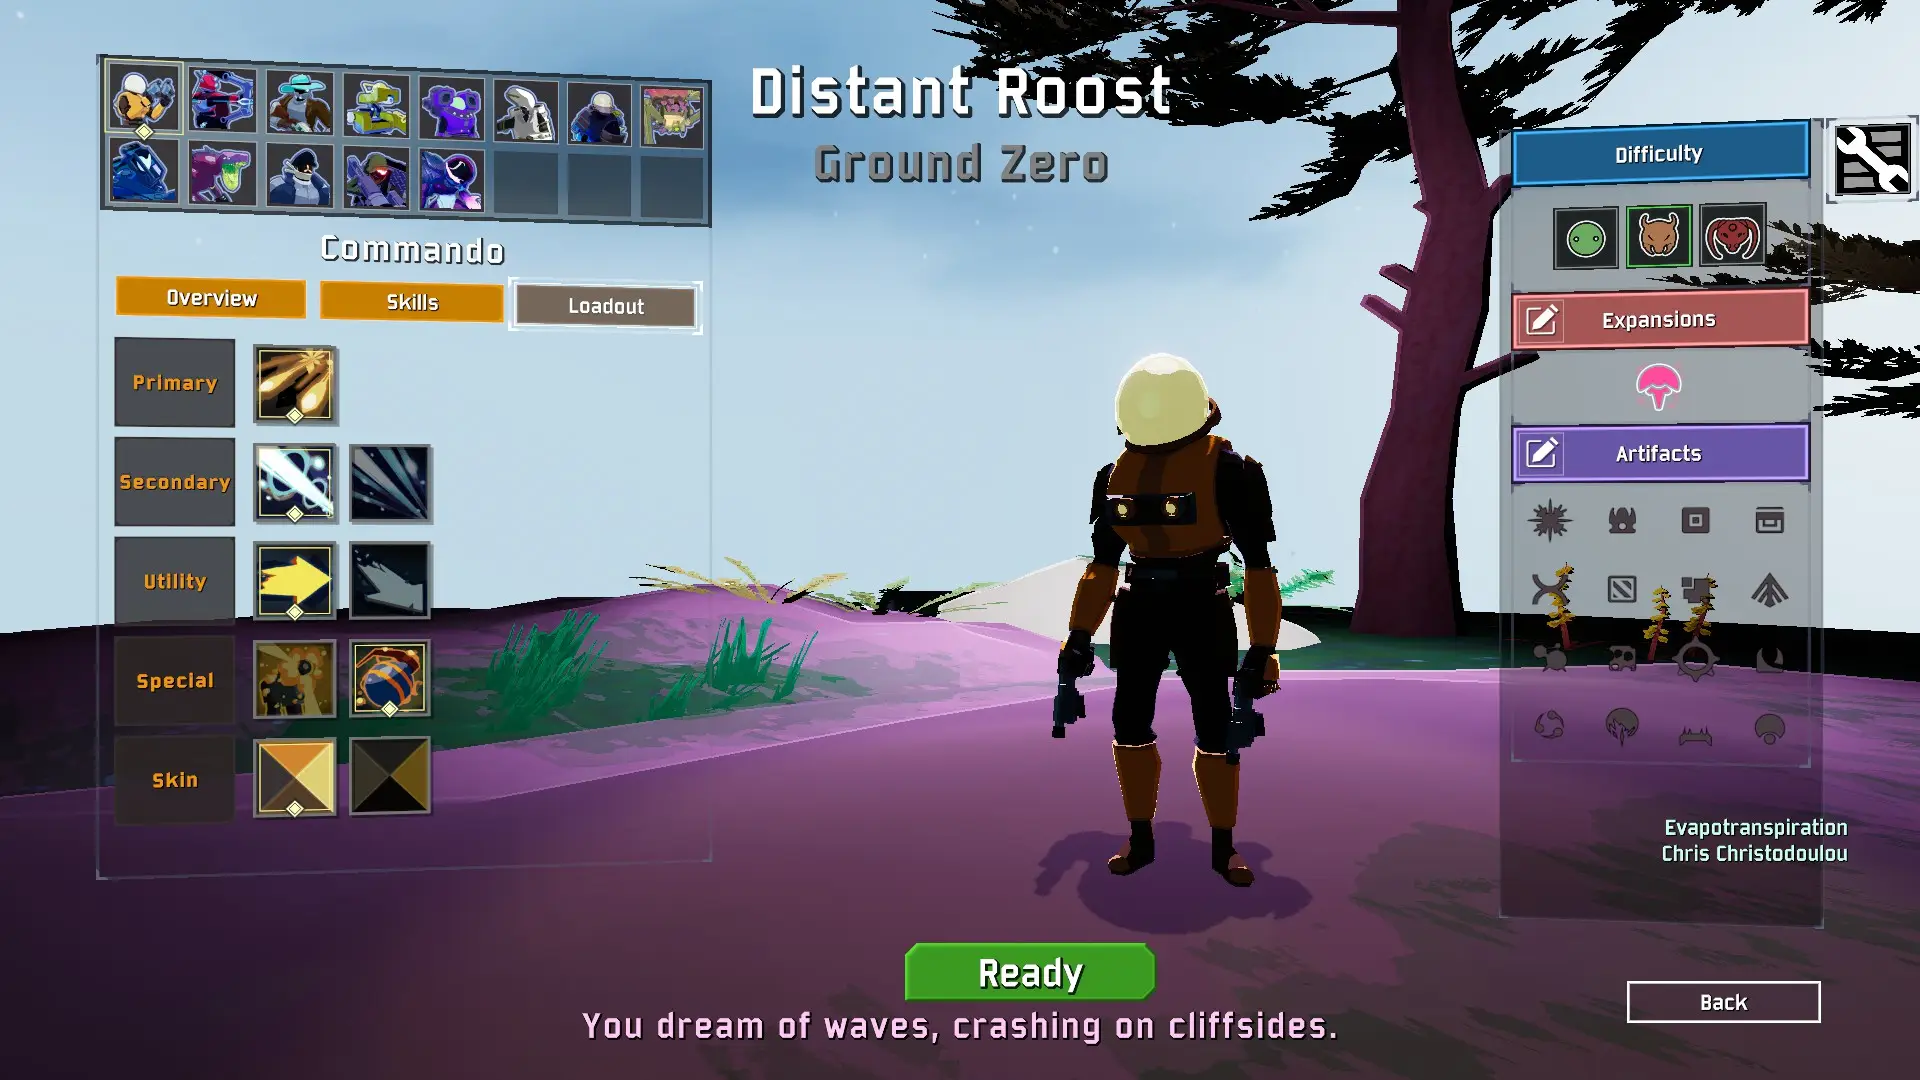 Distant Roost
Ground Zero
Commando
Overview
Skills
Loadout
Primary
Secondary
Utility
Special
Skin
Difficulty
Expansions
Artifacts
Evapotranspiration
Chris Christodoulou
Ready
You dream of waves, crashing on cliffsides.
Back